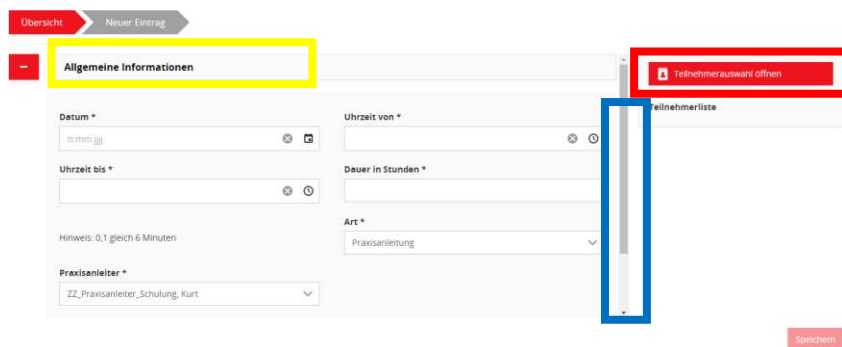 Übersicht
Neuer Eintrag
Allgemeine Informationen
Teilnehmerauswahl öffnen
Teilnehmerliste
Datum *
Uhrzeit von *
tt.mm.jjjj
Uhrzeit bis *
Dauer in Stunden *
Hinweis: 0,1 gleich 6 Minuten
Art *
Praxisanleitung
Praxisanleiter *
ZZ_Praxisanleiter_Schulung, Kurt
Speichern